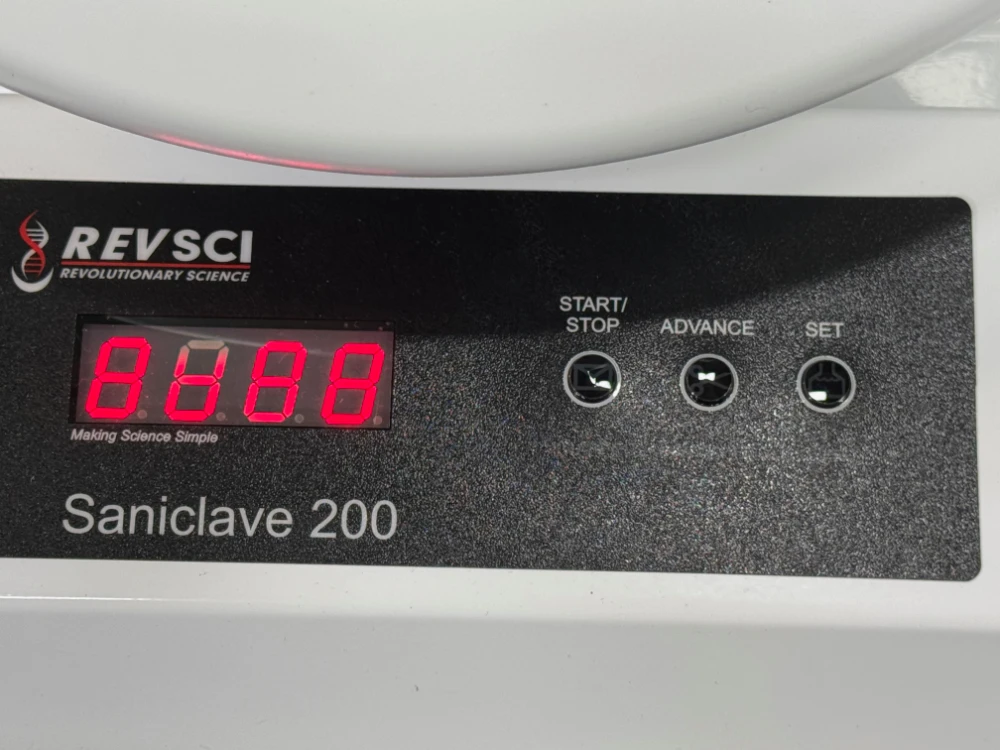 REVSCI
REVOLUTIONARY SCIENCE
START/
STOP
ADVANCE
SET
Making Science Simple
Saniclave 200